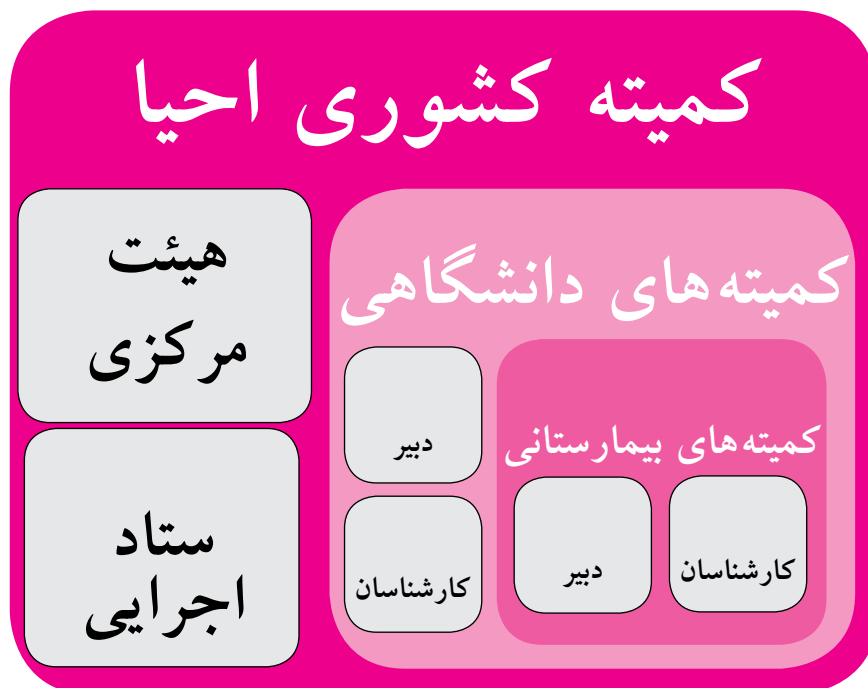 کمیته کشوری احیا
کمیته‌های دانشگاهی
کمیته‌های بیمارستانی
کارشناسان
دبیر
دبیر
کارشناسان
هیئت
مرکزی
ستاد
اجرایی